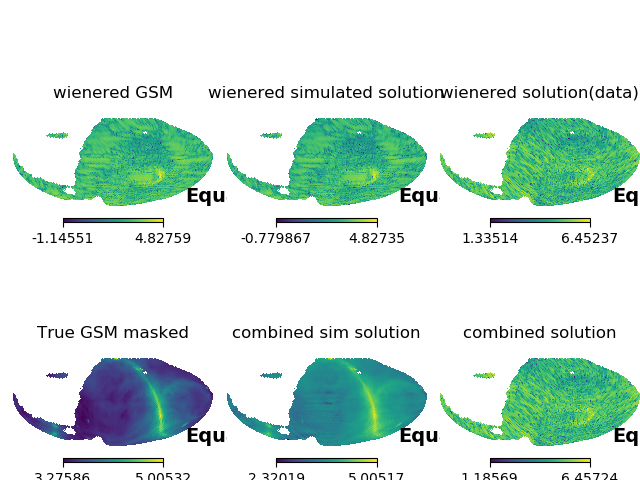 wienered GSM
wienered simulated solution
wienered solution(data)
Equ
Equ
Eq
-1.14551 4.82759
-0.779867 4.82735
1.33514 6.45237
True GSM masked
combined sim solution
combined solution
Equ
Equ
Eq
3.27586 5.00532
2.32019 5.00517
1.18569 6.45724